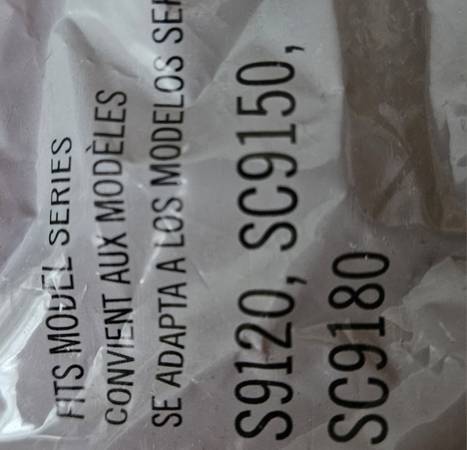 FITS MODEL SERIES
CONVIENT AUX MODÈLES
SE ADAPTA A LOS MODELOS
S9120, SC9150,
SC9180